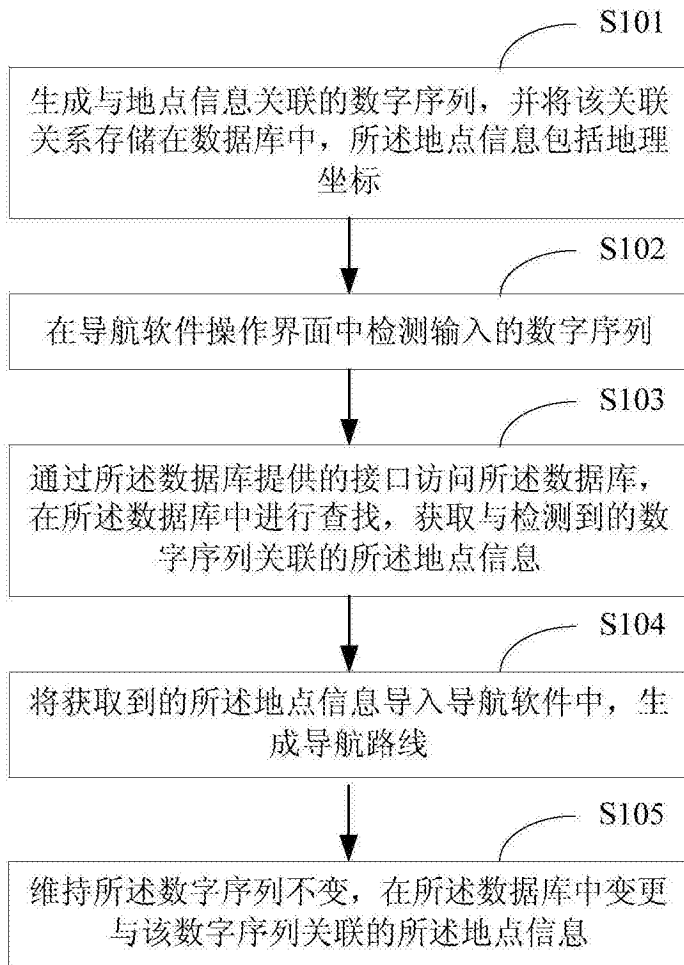 S101
生成与地点信息关联的数字序列，并将该关联
关系存储在数据库中，所述地点信息包括地理
坐标
S102
在导航软件操作界面中检测输入的数字序列
S103
通过所述数据库提供的接口访问所述数据库，
在所述数据库中进行查找，获取与检测到的数
字序列关联的所述地点信息
S104
将获取到的所述地点信息导入导航软件中，生
成导航路线
S105
维持所述数字序列不变，在所述数据库中变更
与该数字序列关联的所述地点信息